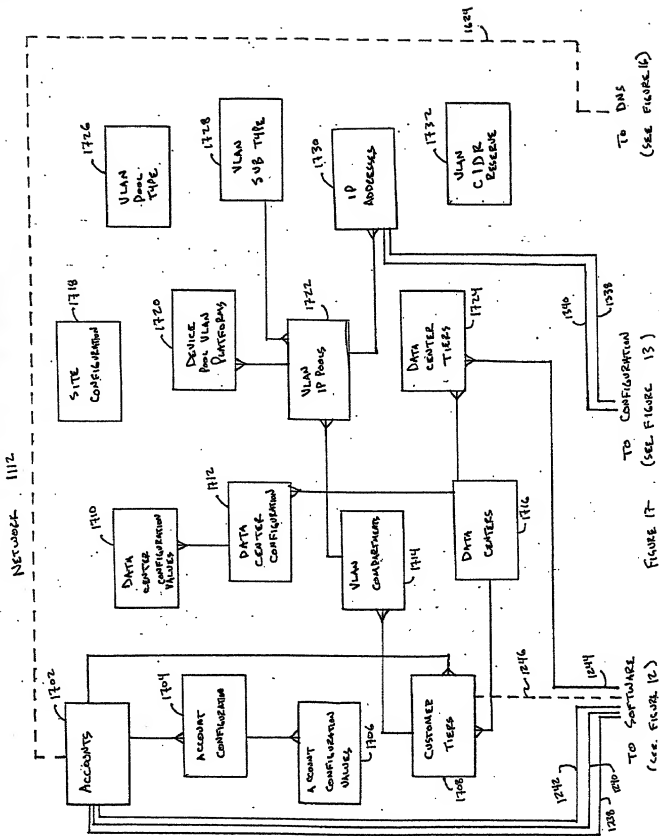 NETWORK 1112
ACCOUNTS
1702
ACCOUNT
CONFIGURATION
1704
ACCOUNT
CONFIGURATION
VALUES
1706
CUSTOMER
TIERS
1708
DATA
CENTER
CONFIGURATION
VALUES
1710
DATA
CENTER
CONFIGURATION
1712
VLAN
COMPARTMENTS
1714
DATA
CENTERS
1716
SITE
CONFIGURATION
1718
DEVICE
POOL VLAN
PLATFORMS
1720
VLAN
IP POOLS
1722
DATA
CENTER
TIERS
1724
VLAN
POOL
TYPE
1726
VLAN
SUB TYPE
1728
IP
ADDRESSES
1730
VLAN
CIDR
RESERVE
1732
1624
1238
1240
1242
1244
1246
1340
1338
TO SOFTWARE
(SEE FIGURE 12)
TO CONFIGURATION
(SEE FIGURE 13)
TO DNS
(SEE FIGURE 16)
FIGURE 17